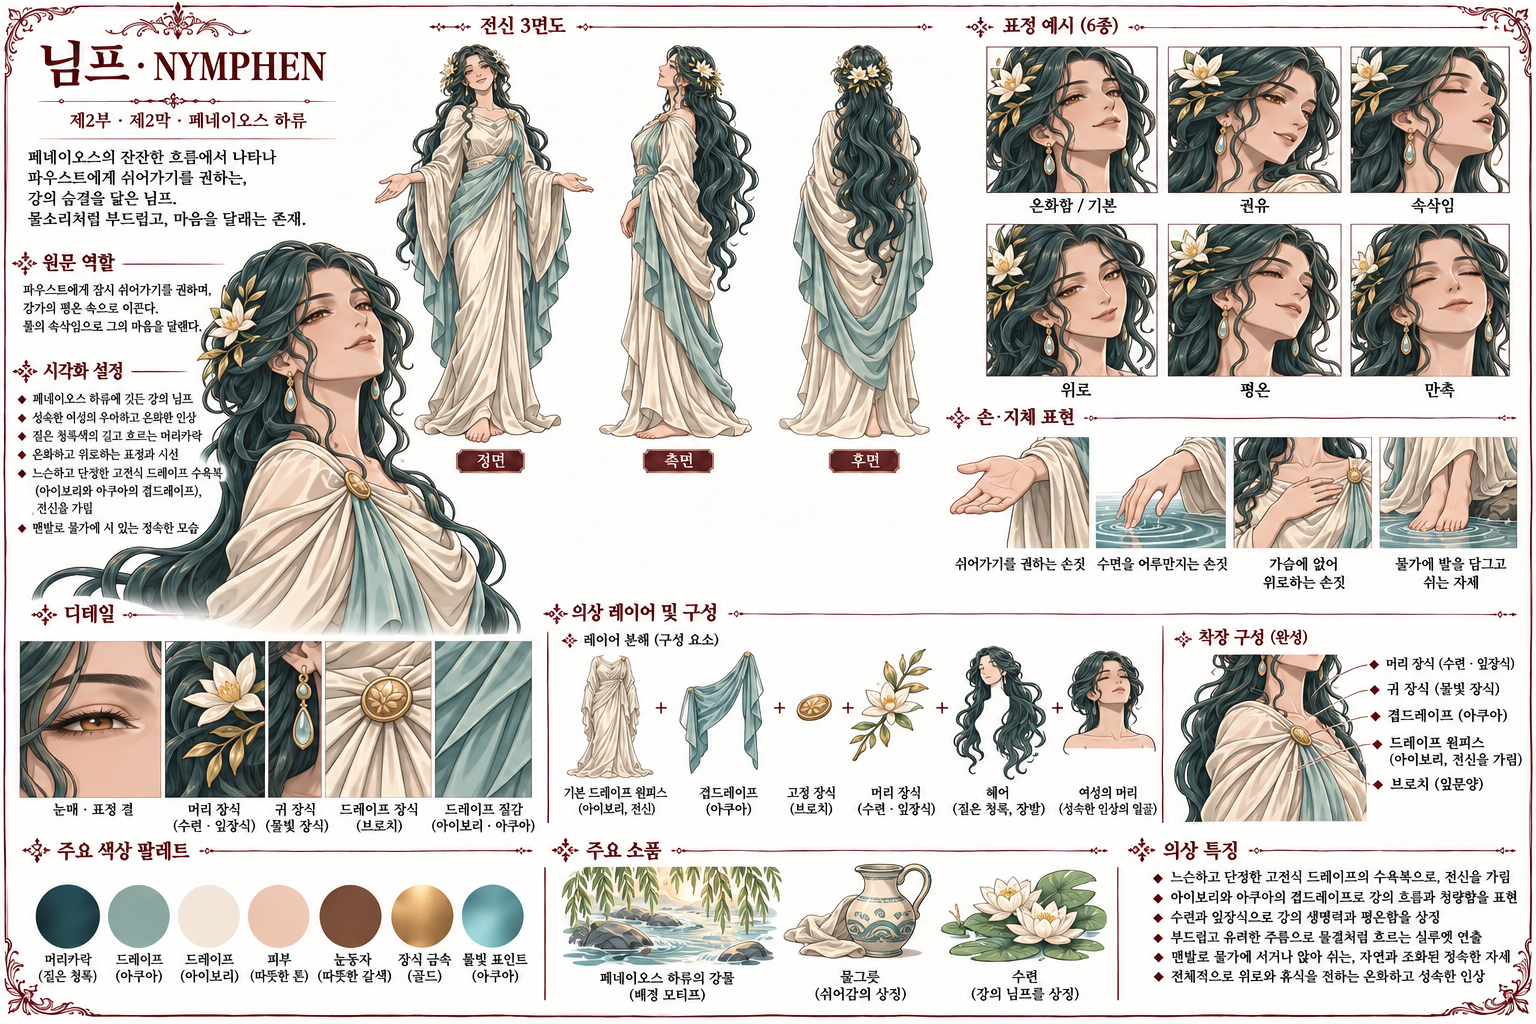 님프 · NYMPHEN
제2부 · 제2막 · 페네이오스 하류
페네이오스의 잔잔한 흐름에서 나타나
파우스트에게 쉬어가기를 권하는,
강의 숨결을 닮은 님프.
물소리처럼 부드럽고, 마음을 달래는 존재.
원문 역할
파우스트에게 잠시 쉬어가기를 권하며,
강가의 평온 속으로 이끈다.
물의 속삭임으로 그의 마음을 달랜다.
시각화 설정
페네이오스 하류에 깃든 강의 님프
성숙한 여성의 우아하고 온화한 인상
짙은 청록색의 길고 흐르는 머리카락
온화하고 위로하는 표정과 시선
느슨하고 단정한 고전식 드레이프 수욕복
(아이보리와 아쿠아의 겹드레이프),
전신을 가림
맨발로 물가에 서 있는 정숙한 모습
전신 3면도
정면
측면
후면
표정 예시 (6종)
온화함 / 기본
권유
속삭임
위로
평온
만족
손·지체 표현
쉬어가기를 권하는 손짓
수면을 어루만지는 손짓
가슴에 얹어
위로하는 손짓
물가에 발을 담그고
쉬는 자세
디테일
눈매 · 표정 결
머리 장식
(수련 · 잎장식)
귀 장식
(물빛 장식)
드레이프 장식
(브로치)
드레이프 질감
(아이보리 · 아쿠아)
의상 레이어 및 구성
레이어 분해 (구성 요소)
기본 드레이프 원피스
(아이보리, 전신)
+
겹드레이프
(아쿠아)
+
고정 장식
(브로치)
+
머리 장식
(수련 · 잎장식)
+
헤어
(짙은 청록, 장발)
+
여성의 머리
(성숙한 인상의 얼굴)
착장 구성 (완성)
머리 장식 (수련 · 잎장식)
귀 장식 (물빛 장식)
겹드레이프 (아쿠아)
드레이프 원피스
(아이보리, 전신을 가림)
브로치 (잎문양)
주요 색상 팔레트
머리카락
(짙은 청록)
드레이프
(아쿠아)
드레이프
(아이보리)
피부
(따뜻한 톤)
눈동자
(따뜻한 갈색)
장식 금속
(골드)
물빛 포인트
(아쿠아)
주요 소품
페네이오스 하류의 강물
(배경 모티프)
물그릇
(쉬어감의 상징)
수련
(강의 님프를 상징)
의상 특징
느슨하고 단정한 고전식 드레이프의 수욕복으로, 전신을 가림
아이보리와 아쿠아의 겹드레이프로 강의 흐름과 청량함을 표현
수련과 잎장식으로 강의 생명력과 평온함을 상징
부드럽고 유려한 주름으로 물결처럼 흐르는 실루엣 연출
맨발로 물가에 서거나 앉아 쉬는, 자연과 조화된 정숙한 자세
전체적으로 위로와 휴식을 전하는 온화하고 성숙한 인상